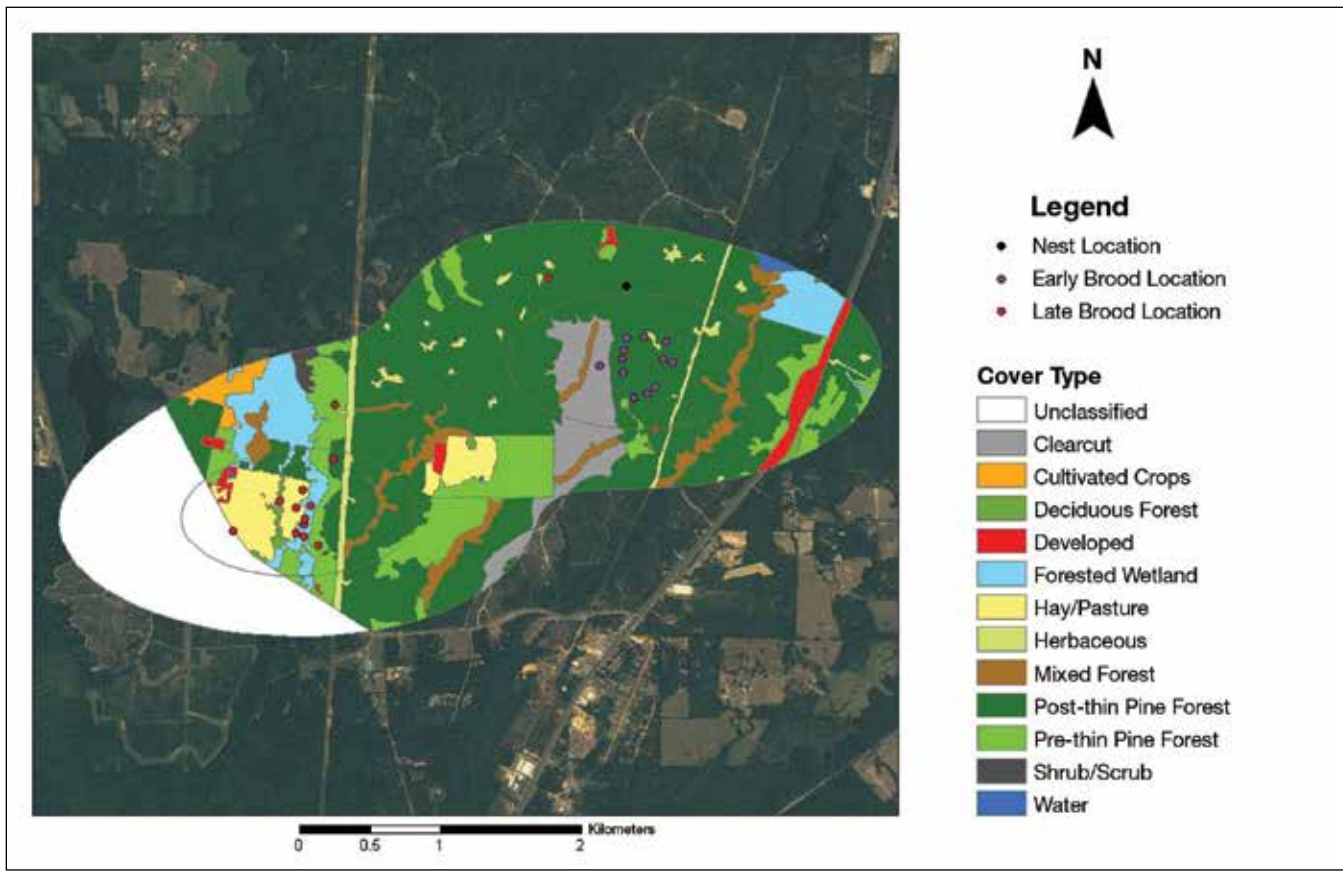 N
Legend
Nest Location
Early Brood Location
Late Brood Location
Cover Type
Unclassified
Clearcut
Cultivated Crops
Deciduous Forest
Developed
Forested Wetland
Hay/Pasture
Herbaceous
Mixed Forest
Post-thin Pine Forest
Pre-thin Pine Forest
Shrub/Scrub
Water
Kilometers
0 0.5 1 2